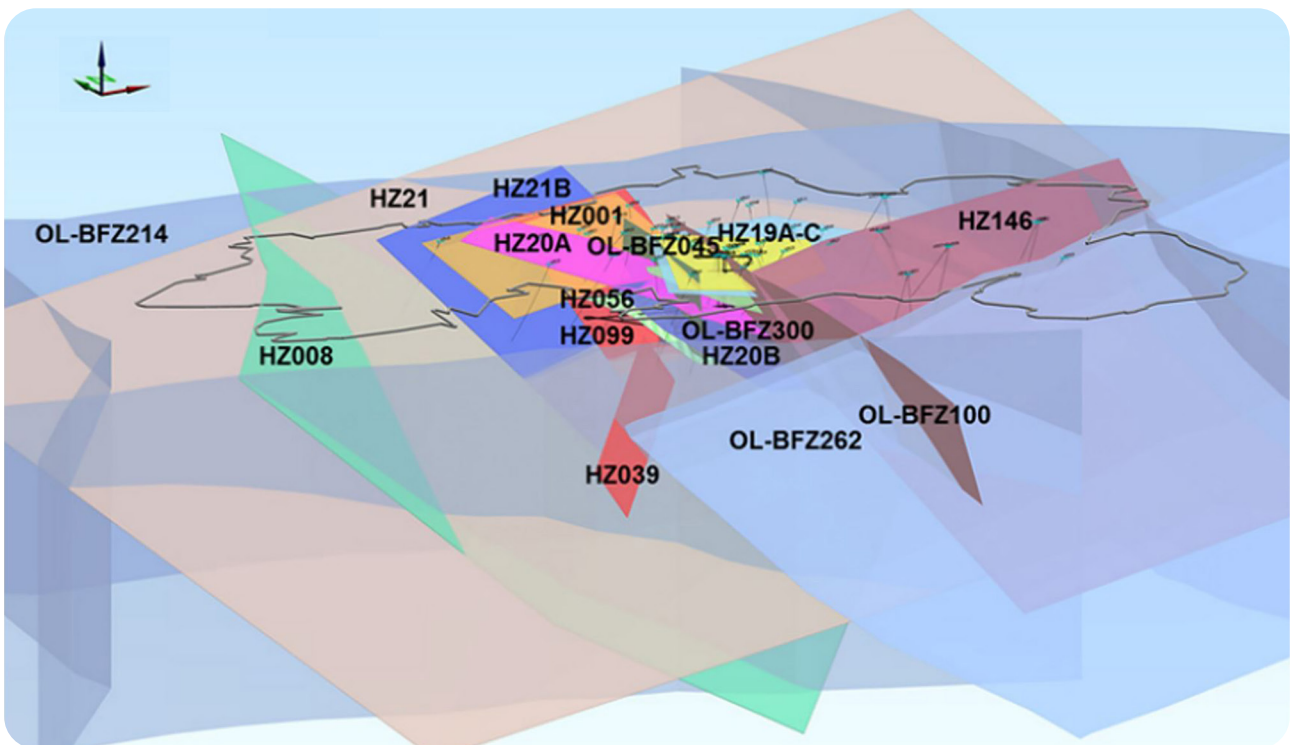 HZ21B
HZ21
HZ001
OL-BFZ214
HZ146
HZ20A
OL-BFZ045
HZ19A-C
HZ056
HZ099
OL-BFZ300
HZ20B
HZ008
OL-BFZ100
OL-BFZ262
HZ039